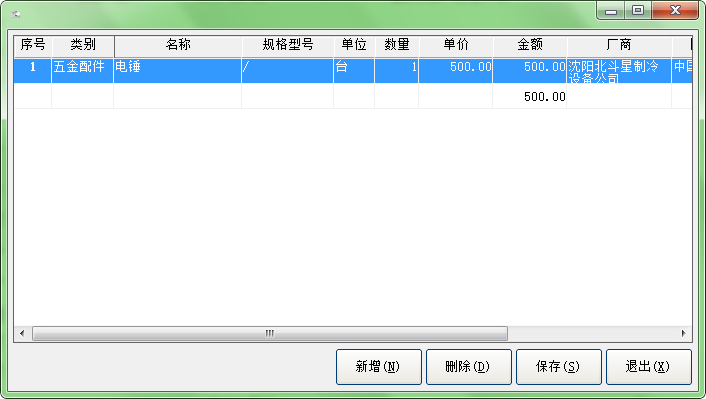 序号 类别 名称 规格型号 单位 数量 单价 金额 厂商
1 五金配件 电锤 / 台 1 500.00 500.00 沈阳北斗星制冷设备公司 中国
500.00
新增(N) 删除(D) 保存(S) 退出(X)